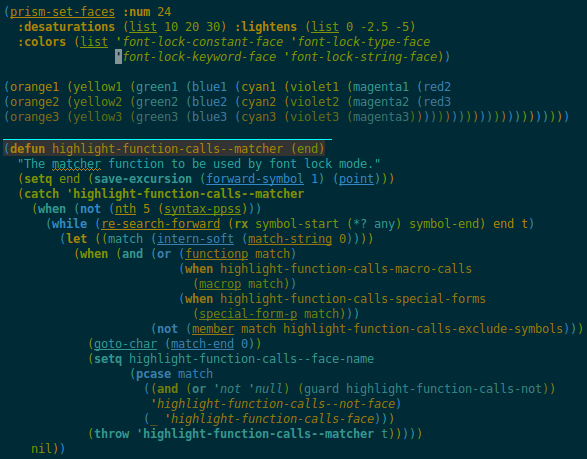 (prism-set-faces :num 24
:desaturations (list 10 20 30) :lightens (list 0 -2.5 -5)
:colors (list 'font-lock-constant-face 'font-lock-type-face
'font-lock-keyword-face 'font-lock-string-face))
(orange1 (yellow1 (green1 (blue1 (cyan1 (violet1 (magenta1 (red2
(orange2 (yellow2 (green2 (blue2 (cyan2 (violet2 (magenta2 (red3
(orange3 (yellow3 (green3 (blue3 (cyan3 (violet3 (magenta3)))))))))))))))))))))))
(defun highlight-function-calls--matcher (end)
"The matcher function to be used by font lock mode."
(setq end (save-excursion (forward-symbol 1) (point)))
(catch 'highlight-function-calls--matcher
(when (not (nth 5 (syntax-ppss)))
(while (re-search-forward (rx symbol-start (*? any) symbol-end) end t)
(let ((match (intern-soft (match-string 0))))
(when (and (or (functionp match)
(when highlight-function-calls-macro-calls
(macrop match))
(when highlight-function-calls-special-forms
(special-form-p match)))
(not (member match highlight-function-calls-exclude-symbols)))
(goto-char (match-end 0))
(setq highlight-function-calls--face-name
(pcase match
((and (or 'not 'null) (guard highlight-function-calls-not))
'highlight-function-calls--not-face)
(_ 'highlight-function-calls-face)))
(throw 'highlight-function-calls--matcher t)))))
nil))